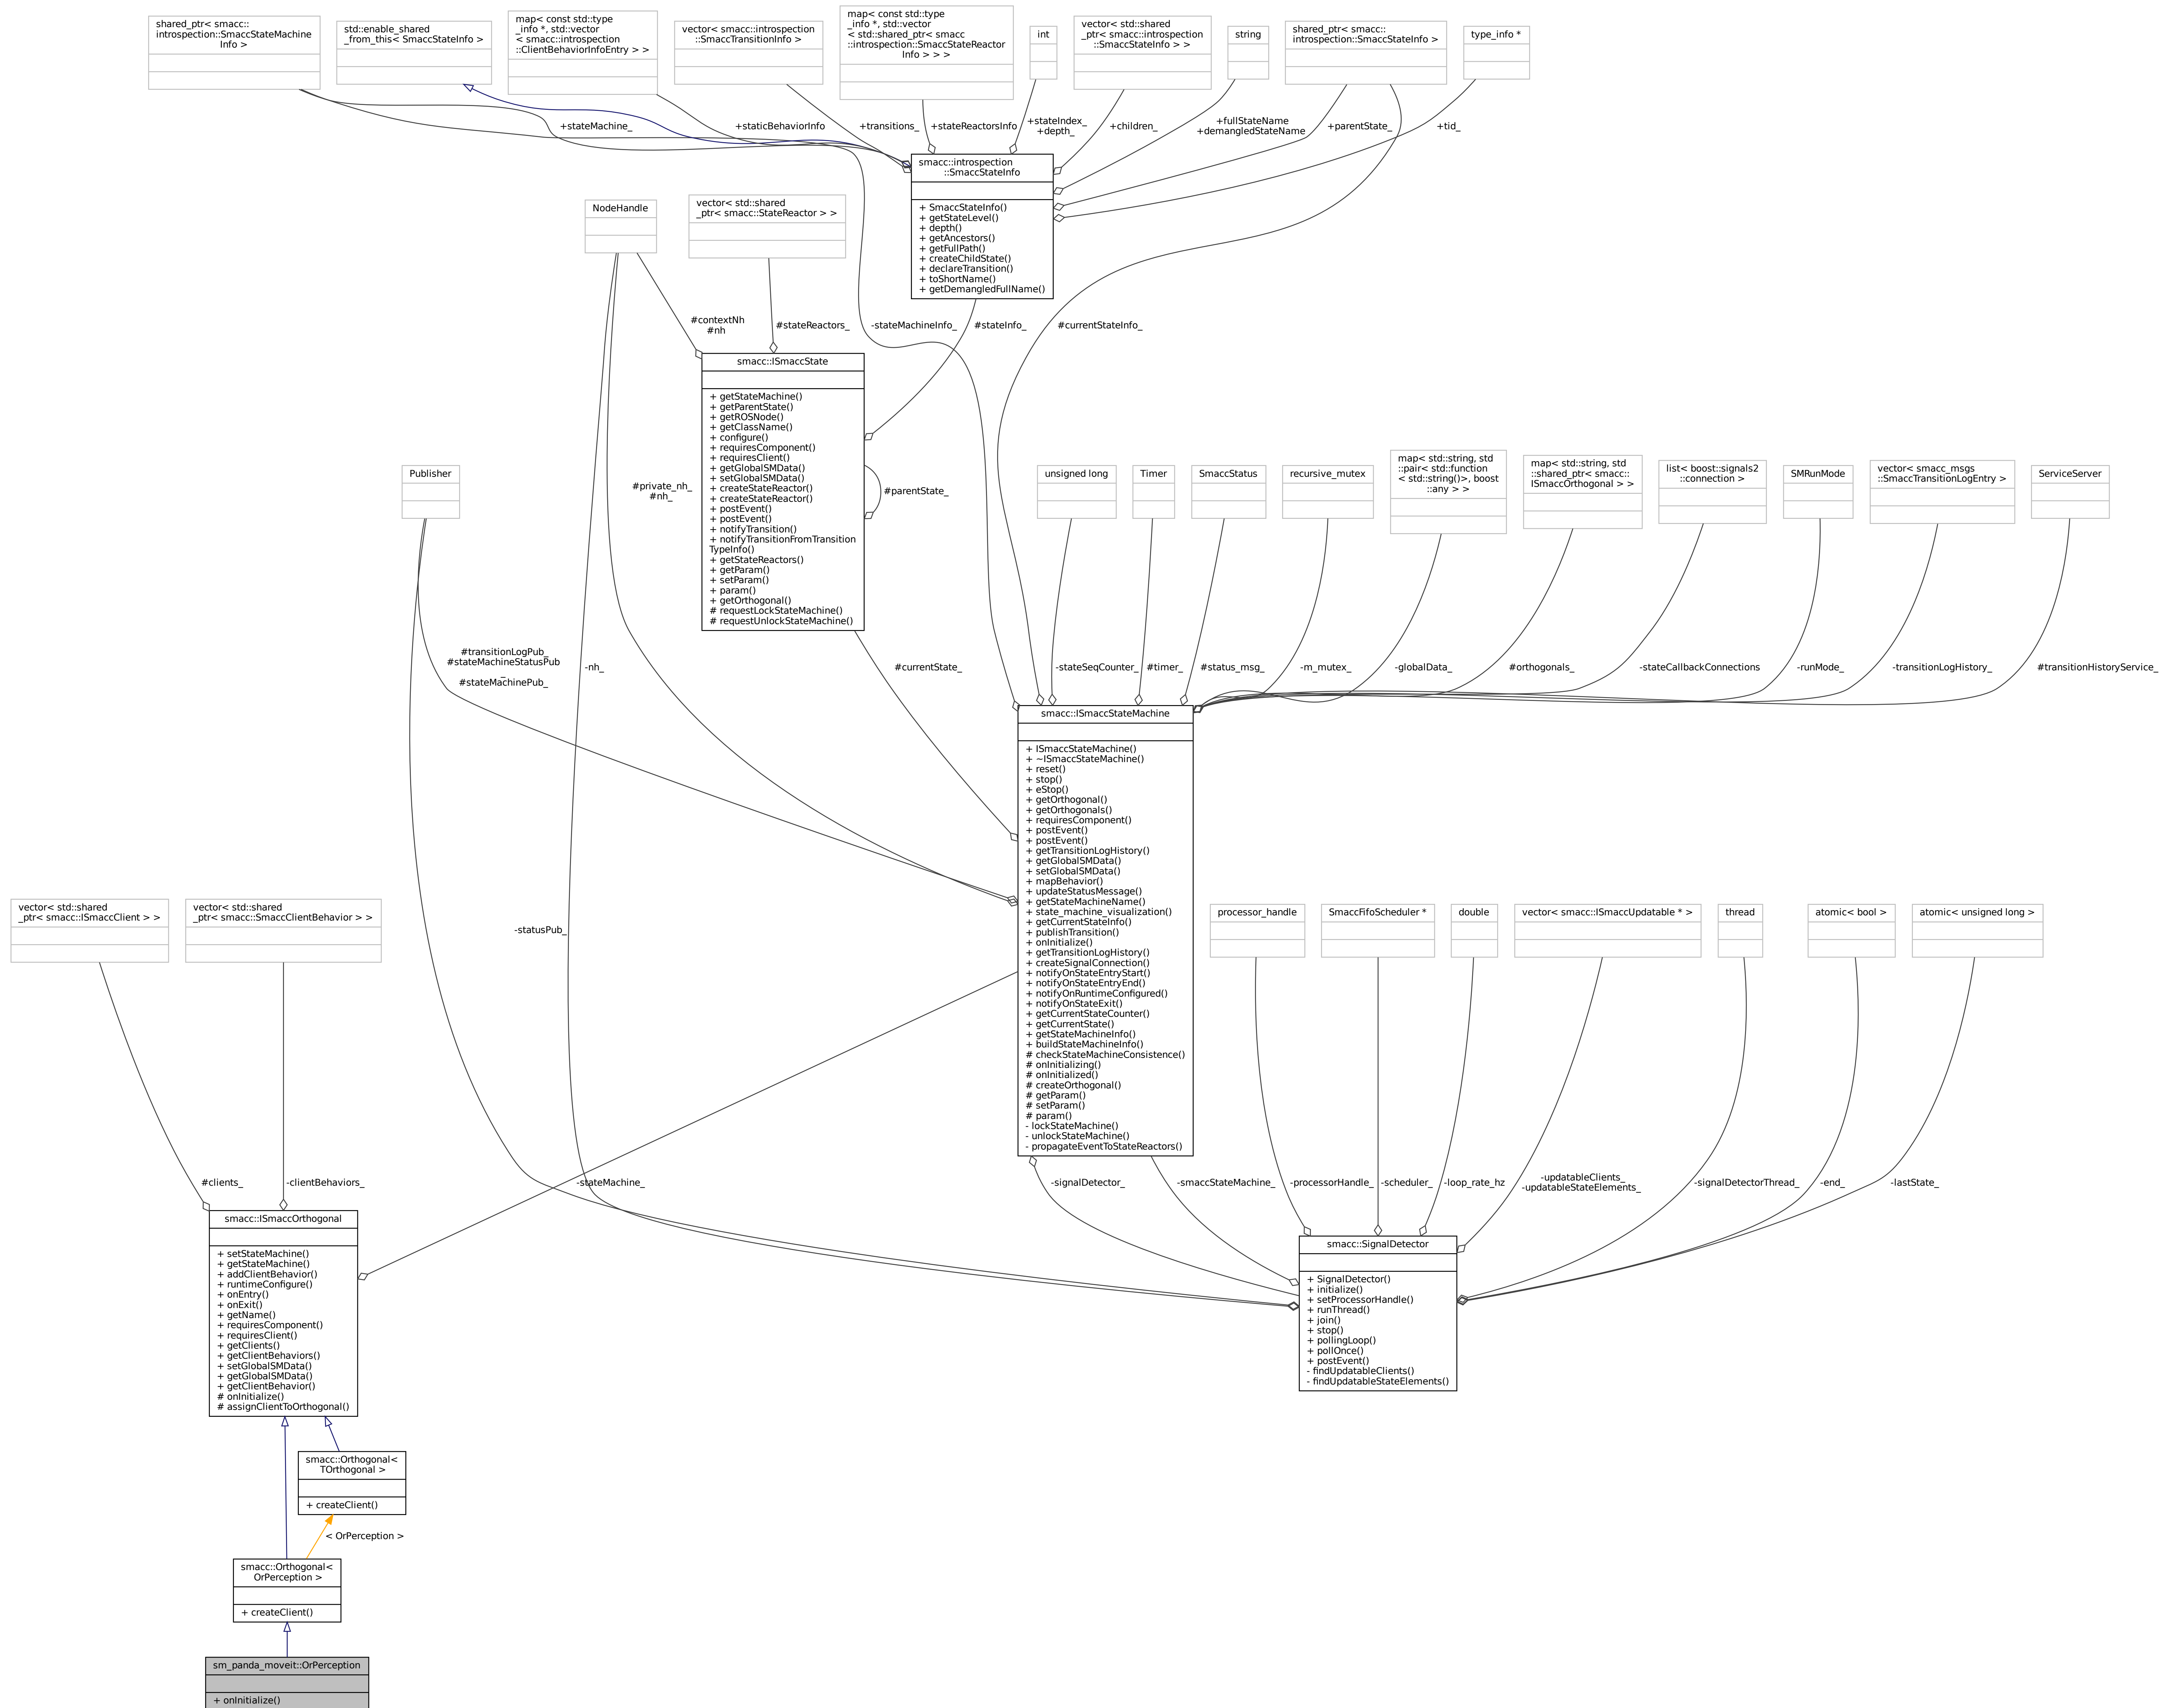 shared_ptr< smacc::
introspection::SmaccStateMachine
Info >
std::enable_shared
_from_this< SmaccStateInfo >
map< const std::type
_info *, std::vector
< smacc::introspection
::ClientBehaviorInfoEntry > >
vector< smacc::introspection
::SmaccTransitionInfo >
map< const std::type
_info *, std::vector
< std::shared_ptr< smacc
::introspection::SmaccStateReactor
Info > > >
int
vector< std::shared
_ptr< smacc::introspection
::SmaccStateInfo > >
string
shared_ptr< smacc::
introspection::SmaccStateInfo >
type_info *
+stateMachine_
+staticBehaviorInfo
+transitions_
+stateReactorsInfo
+stateIndex_
+depth_
+children_
+fullStateName
+demangledStateName
+parentState_
+tid_
smacc::introspection
::SmaccStateInfo
+ SmaccStateInfo()
+ getStateLevel()
+ depth()
+ getAncestors()
+ getFullPath()
+ createChildState()
+ declareTransition()
+ toShortName()
+ getDemangledFullName()
NodeHandle
vector< std::shared
_ptr< smacc::StateReactor > >
#contextNh
#nh
#stateReactors_
-stateMachineInfo_
#stateInfo_
#currentStateInfo_
smacc::ISmaccState
+ getStateMachine()
+ getParentState()
+ getROSNode()
+ getClassName()
+ configure()
+ requiresComponent()
+ requiresClient()
+ getGlobalSMData()
+ setGlobalSMData()
+ createStateReactor()
+ createStateReactor()
+ postEvent()
+ postEvent()
+ notifyTransition()
+ notifyTransitionFromTransition
TypeInfo()
+ getStateReactors()
+ getParam()
+ setParam()
+ param()
+ getOrthogonal()
# requestLockStateMachine()
# requestUnlockStateMachine()
#parentState_
Publisher
#private_nh_
#nh_
unsigned long
Timer
SmaccStatus
recursive_mutex
map< std::string, std
::pair< std::function
< std::string()>, boost
::any > >
map< std::string, std
::shared_ptr< smacc::
ISmaccOrthogonal > >
list< boost::signals2
::connection >
SMRunMode
vector< smacc_msgs
::SmaccTransitionLogEntry >
ServiceServer
#transitionLogPub_
#stateMachineStatusPub
_
#stateMachinePub_
-nh_
#currentState_
-stateSeqCounter_
#timer_
#status_msg_
-m_mutex_
-globalData_
#orthogonals_
-stateCallbackConnections
-runMode_
-transitionLogHistory_
#transitionHistoryService_
smacc::ISmaccStateMachine
+ ISmaccStateMachine()
+ ~ISmaccStateMachine()
+ reset()
+ stop()
+ eStop()
+ getOrthogonal()
+ getOrthogonals()
+ requiresComponent()
+ postEvent()
+ postEvent()
+ getTransitionLogHistory()
+ getGlobalSMData()
+ setGlobalSMData()
+ mapBehavior()
+ updateStatusMessage()
+ getStateMachineName()
+ state_machine_visualization()
+ getCurrentStateInfo()
+ publishTransition()
+ onInitialize()
+ getTransitionLogHistory()
+ createSignalConnection()
+ notifyOnStateEntryStart()
+ notifyOnStateEntryEnd()
+ notifyOnRuntimeConfigured()
+ notifyOnStateExit()
+ getCurrentStateCounter()
+ getCurrentState()
+ getStateMachineInfo()
+ buildStateMachineInfo()
# checkStateMachineConsistence()
# onInitializing()
# onInitialized()
# createOrthogonal()
# getParam()
# setParam()
# param()
- lockStateMachine()
- unlockStateMachine()
- propagateEventToStateReactors()
vector< std::shared
_ptr< smacc::ISmaccClient > >
vector< std::shared
_ptr< smacc::SmaccClientBehavior > >
-statusPub_
processor_handle
SmaccFifoScheduler *
double
vector< smacc::ISmaccUpdatable * >
thread
atomic< bool >
atomic< unsigned long >
#clients_
-clientBehaviors_
-stateMachine_
-signalDetector_
-smaccStateMachine_
-processorHandle_
-scheduler_
-loop_rate_hz
-updatableClients_
-updatableStateElements_
-signalDetectorThread_
-end_
-lastState_
smacc::ISmaccOrthogonal
+ setStateMachine()
+ getStateMachine()
+ addClientBehavior()
+ runtimeConfigure()
+ onEntry()
+ onExit()
+ getName()
+ requiresComponent()
+ requiresClient()
+ getClients()
+ getClientBehaviors()
+ setGlobalSMData()
+ getGlobalSMData()
+ getClientBehavior()
# onInitialize()
# assignClientToOrthogonal()
smacc::SignalDetector
+ SignalDetector()
+ initialize()
+ setProcessorHandle()
+ runThread()
+ join()
+ stop()
+ pollingLoop()
+ pollOnce()
+ postEvent()
- findUpdatableClients()
- findUpdatableStateElements()
smacc::Orthogonal<
TOrthogonal >
+ createClient()
< OrPerception >
smacc::Orthogonal<
OrPerception >
+ createClient()
sm_panda_moveit::OrPerception
+ onInitialize()